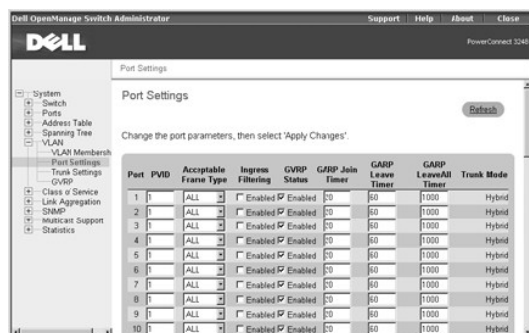 Dell OpenManage Switch Administrator Support Help About Close
DELL
PowerConnect 3248
Port Settings
System
Switch
Ports
Address Table
Spanning Tree
VLAN
VLAN Membersh
Port Settings
Trunk Settings
GVRP
Class of Service
Link Aggregation
SNMP
Multicast Support
Statistics
Port Settings
Refresh
Change the port parameters, then select 'Apply Changes'.
Port PVID Acceptable Frame Type Ingress Filtering GVRP Status GARP Join Timer GARP Leave Timer GARP LeaveAll Timer Trunk Mode
1 1 ALL Enabled Enabled 20 60 1000 Hybrid
2 1 ALL Enabled Enabled 20 60 1000 Hybrid
3 1 ALL Enabled Enabled 20 60 1000 Hybrid
4 1 ALL Enabled Enabled 20 60 1000 Hybrid
5 1 ALL Enabled Enabled 20 60 1000 Hybrid
6 1 ALL Enabled Enabled 20 60 1000 Hybrid
7 1 ALL Enabled Enabled 20 60 1000 Hybrid
8 1 ALL Enabled Enabled 20 60 1000 Hybrid
9 1 ALL Enabled Enabled 20 60 1000 Hybrid
10 1 ALL Enabled Enabled 20 60 1000 Hybrid